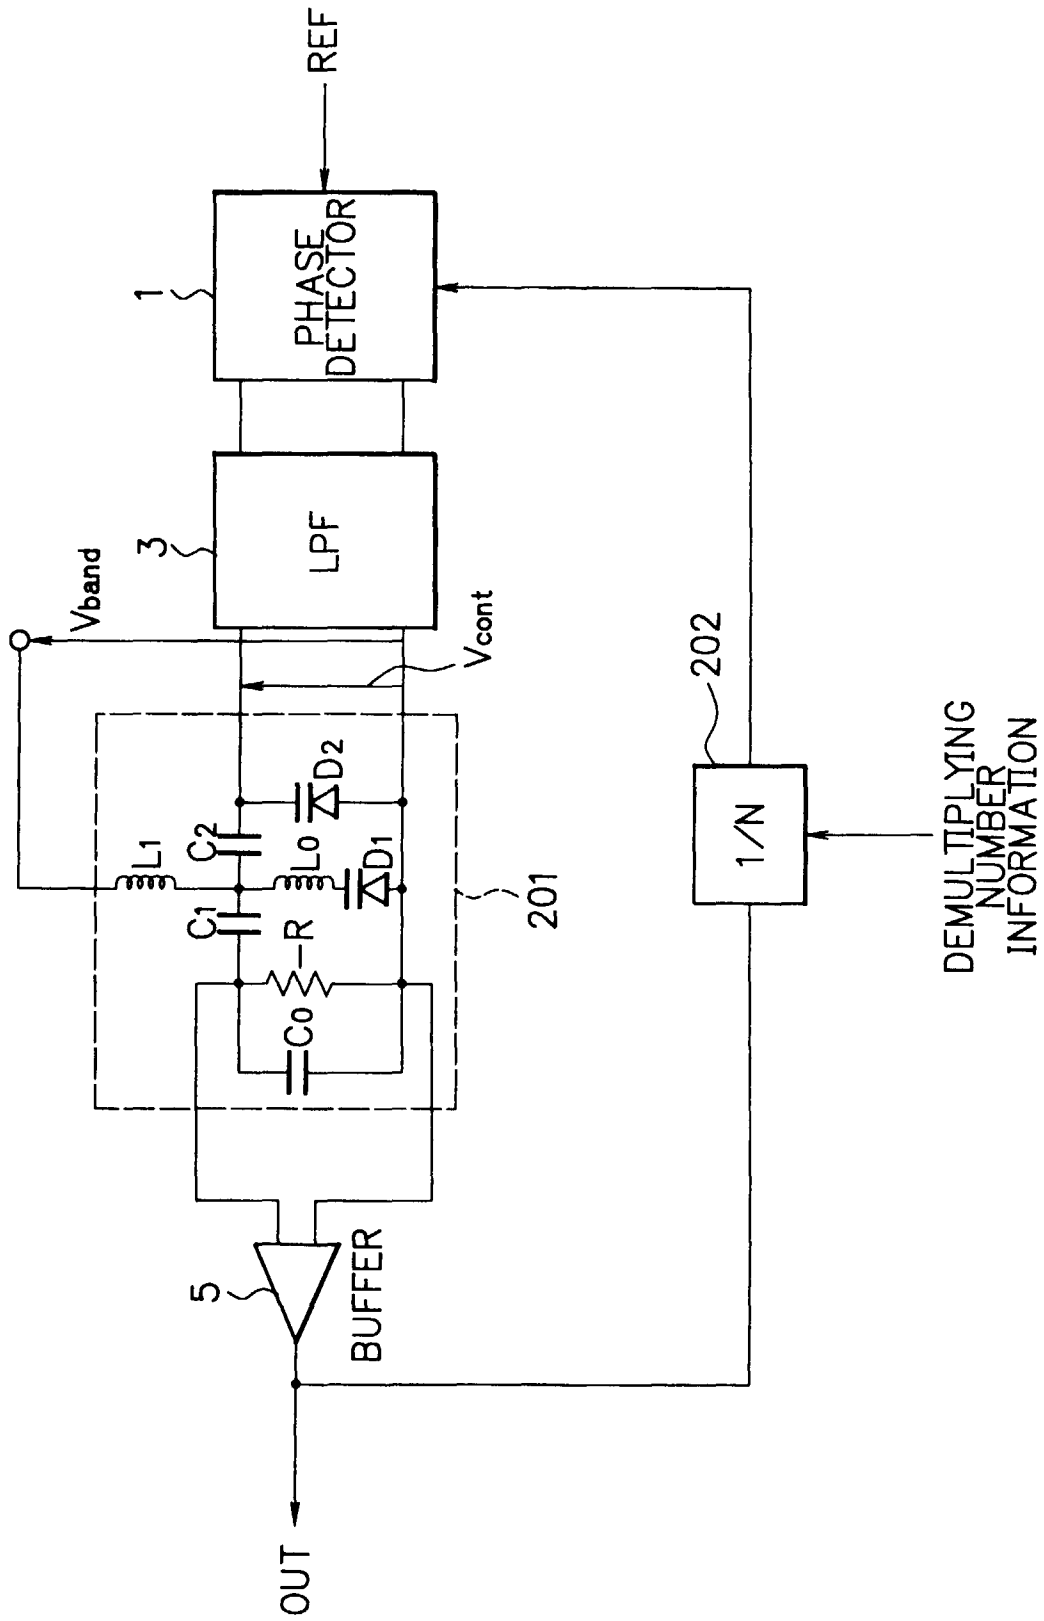 REF
1
PHASE
DETECTOR
3
LPF
Vband
Vcont
L1
C2
D2
L0
D1
C1
-R
C0
201
5
BUFFER
OUT
202
1/N
DEMULTIPLYING
NUMBER
INFORMATION